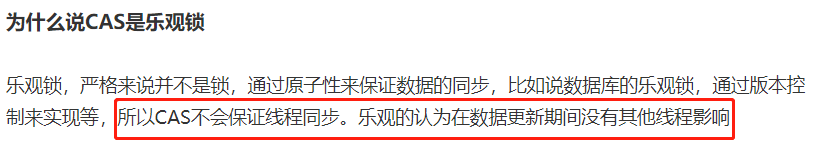 为什么说CAS是乐观锁
乐观锁，严格来说并不是锁，通过原子性来保证数据的同步，比如说数据库的乐观锁，通过版本控
制来实现等，所以CAS不会保证线程同步。乐观的认为在数据更新期间没有其他线程影响